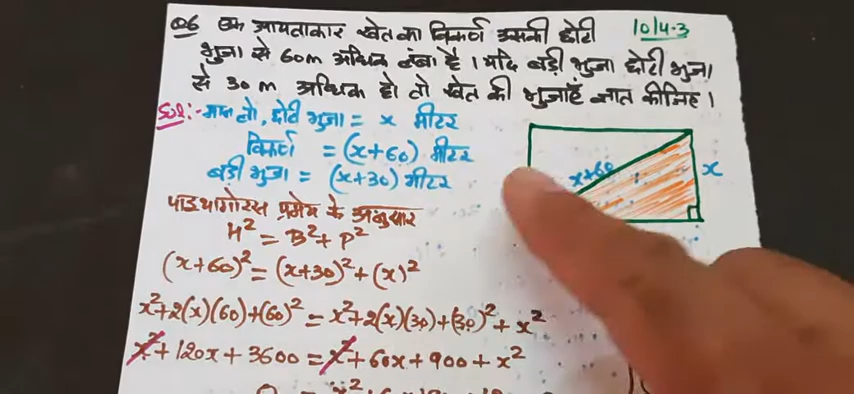 Q6 एक आयताकार खेत का विकर्ण उसकी छोटी
10/4-3
भुजा से 60m अधिक लंबा है। यदि बड़ी भुजा छोटी भुजा
से 30 m अधिक हो तो खेत की भुजाएँ ज्ञात कीजिए।
हल:- मान लो, छोटी भुजा = x मीटर
विकर्ण = (x+60) मीटर
बड़ी भुजा = (x+30) मीटर
x+60
x
पाइथागोरस प्रमेय के अनुसार
H² = B² + P²
(x+60)² = (x+30)² + (x)²
x²+2(x)(60)+(60)² = x²+2(x)(30)+(30)² + x²
x²+120x+3600 = x²+60x+900+x²